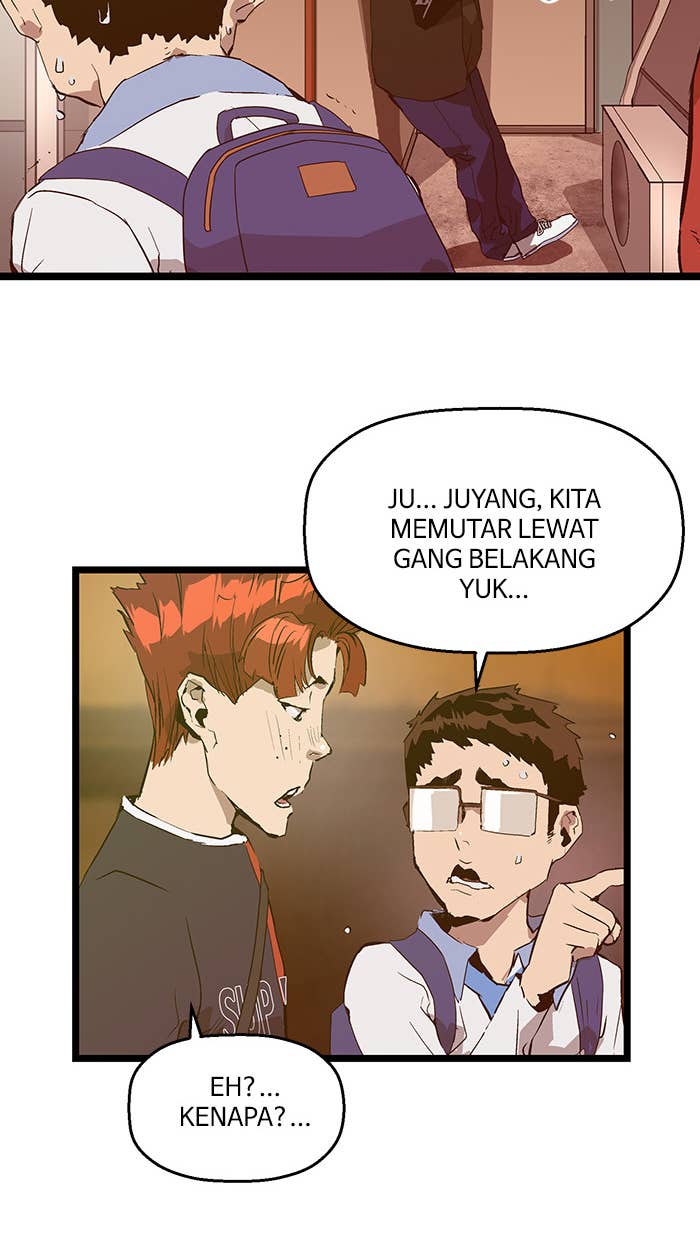 JU... JUYANG, KITA
MEMUTAR LEWAT
GANG BELAKANG
YUK...
EH? ...
KENAPA? ...